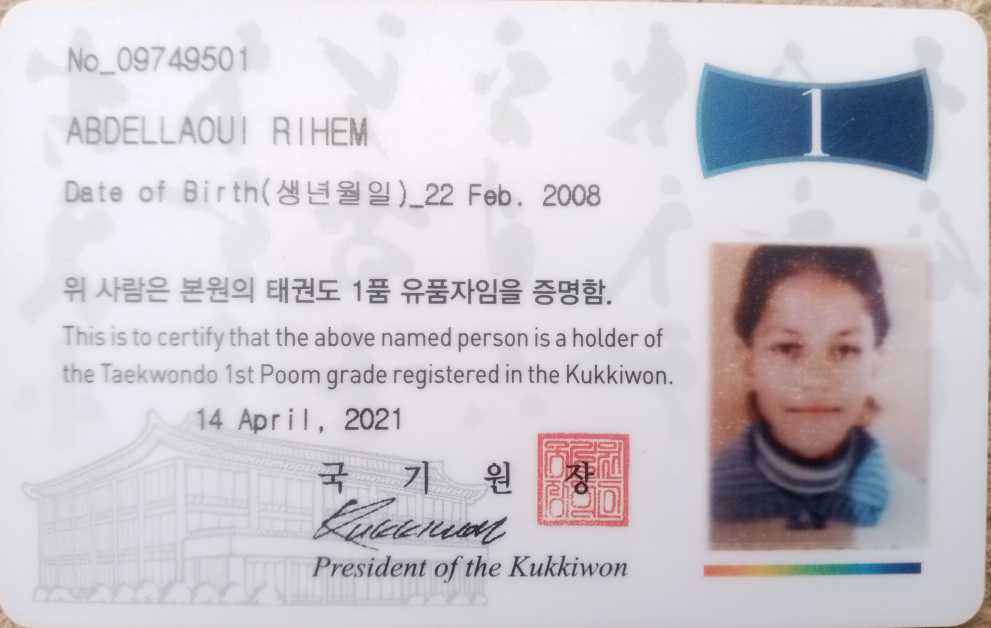 No_09749501
1
ABDELLAOUI RIHEM
Date of Birth(생년월일)_22 Feb. 2008
위 사람은 본원의 태권도 1품 유품자임을 증명함.
This is to certify that the above named person is a holder of
the Taekwondo 1st Poom grade registered in the Kukkiwon.
14 April, 2021
국 기 원 장
Kukkiwon
President of the Kukkiwon